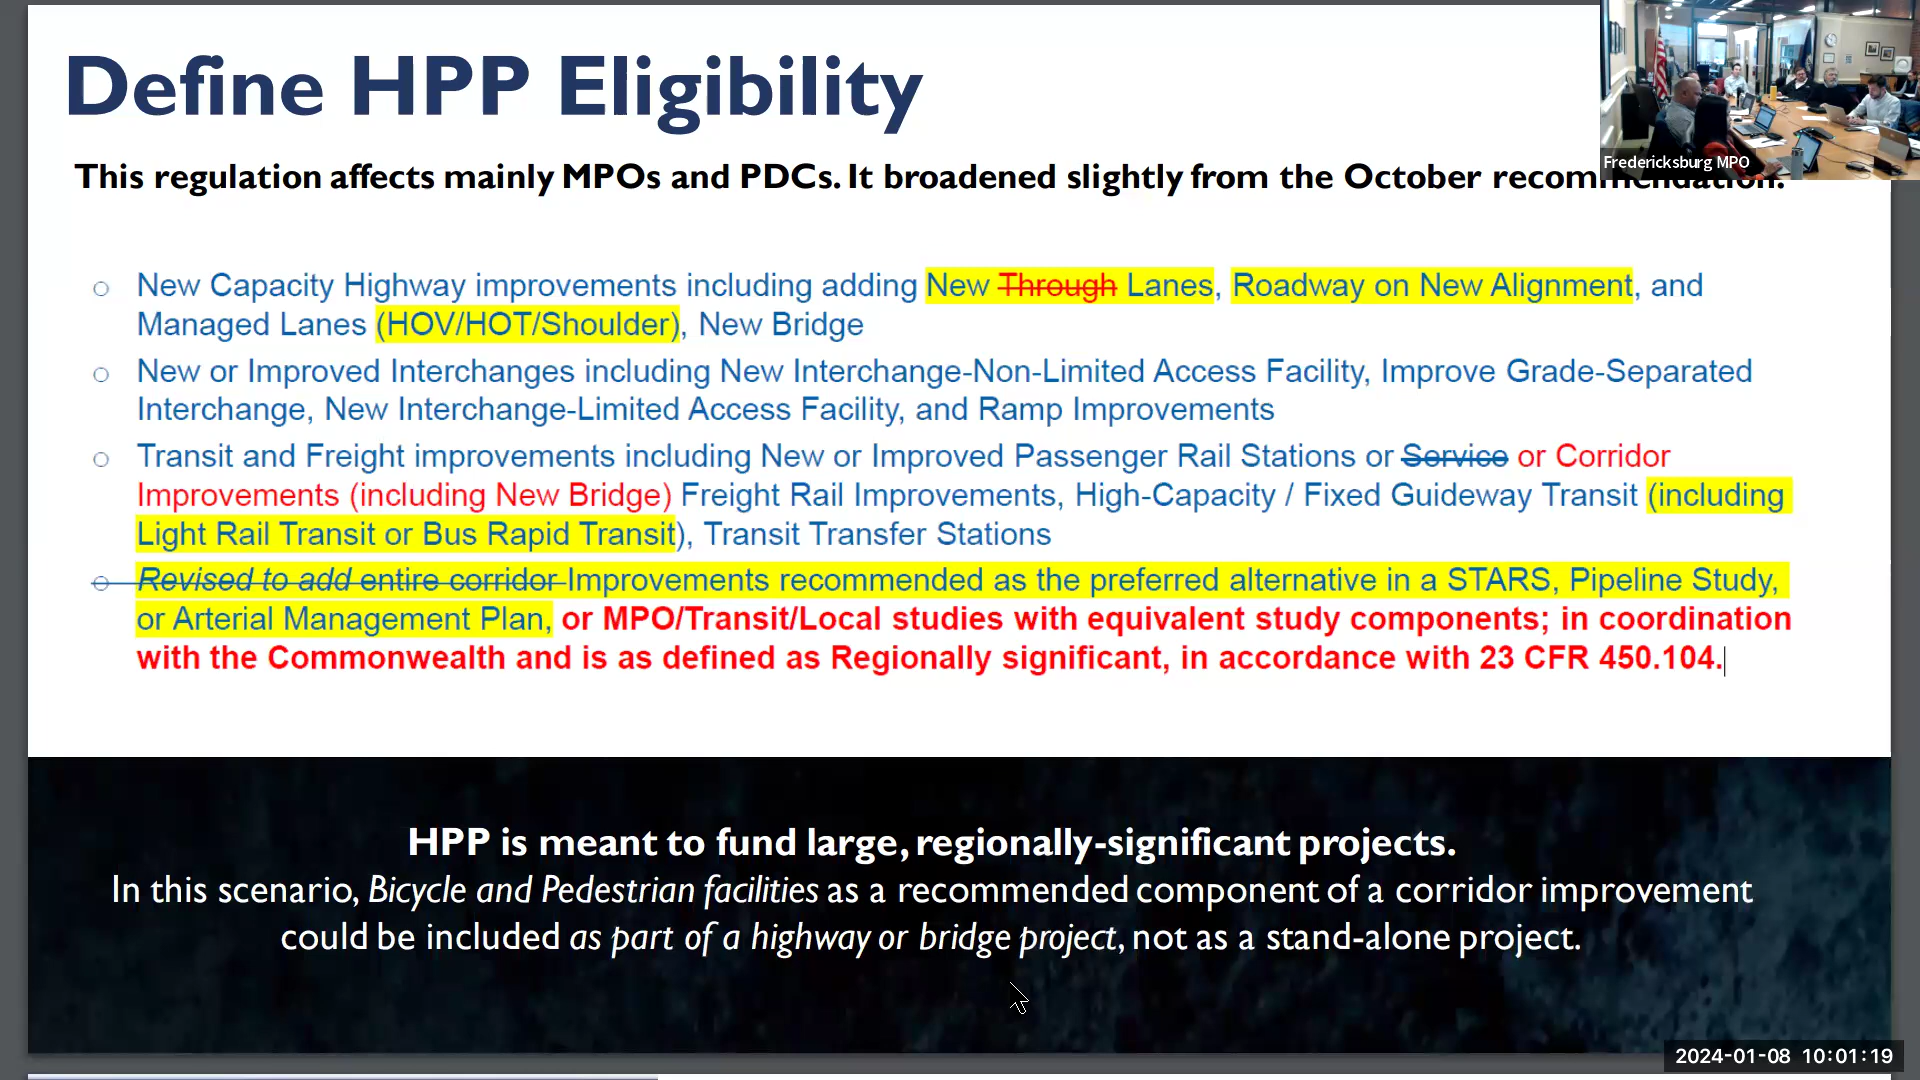 Define HPP Eligibility
Fredericksburg MPO
This regulation affects mainly MPOs and PDCs. It broadened slightly from the October recommendation.
New Capacity Highway improvements including adding New Through Lanes, Roadway on New Alignment, and
Managed Lanes (HOV/HOT/Shoulder), New Bridge
New or Improved Interchanges including New Interchange-Non-Limited Access Facility, Improve Grade-Separated
Interchange, New Interchange-Limited Access Facility, and Ramp Improvements
Transit and Freight improvements including New or Improved Passenger Rail Stations or Service or Corridor
Improvements (including New Bridge) Freight Rail Improvements, High-Capacity / Fixed Guideway Transit (including
Light Rail Transit or Bus Rapid Transit), Transit Transfer Stations
Revised to add entire corridor Improvements recommended as the preferred alternative in a STARS, Pipeline Study,
or Arterial Management Plan, or MPO/Transit/Local studies with equivalent study components; in coordination
with the Commonwealth and is as defined as Regionally significant, in accordance with 23 CFR 450.104.
HPP is meant to fund large, regionally-significant projects.
In this scenario, Bicycle and Pedestrian facilities as a recommended component of a corridor improvement
could be included as part of a highway or bridge project, not as a stand-alone project.
2024-01-08 10:01:19